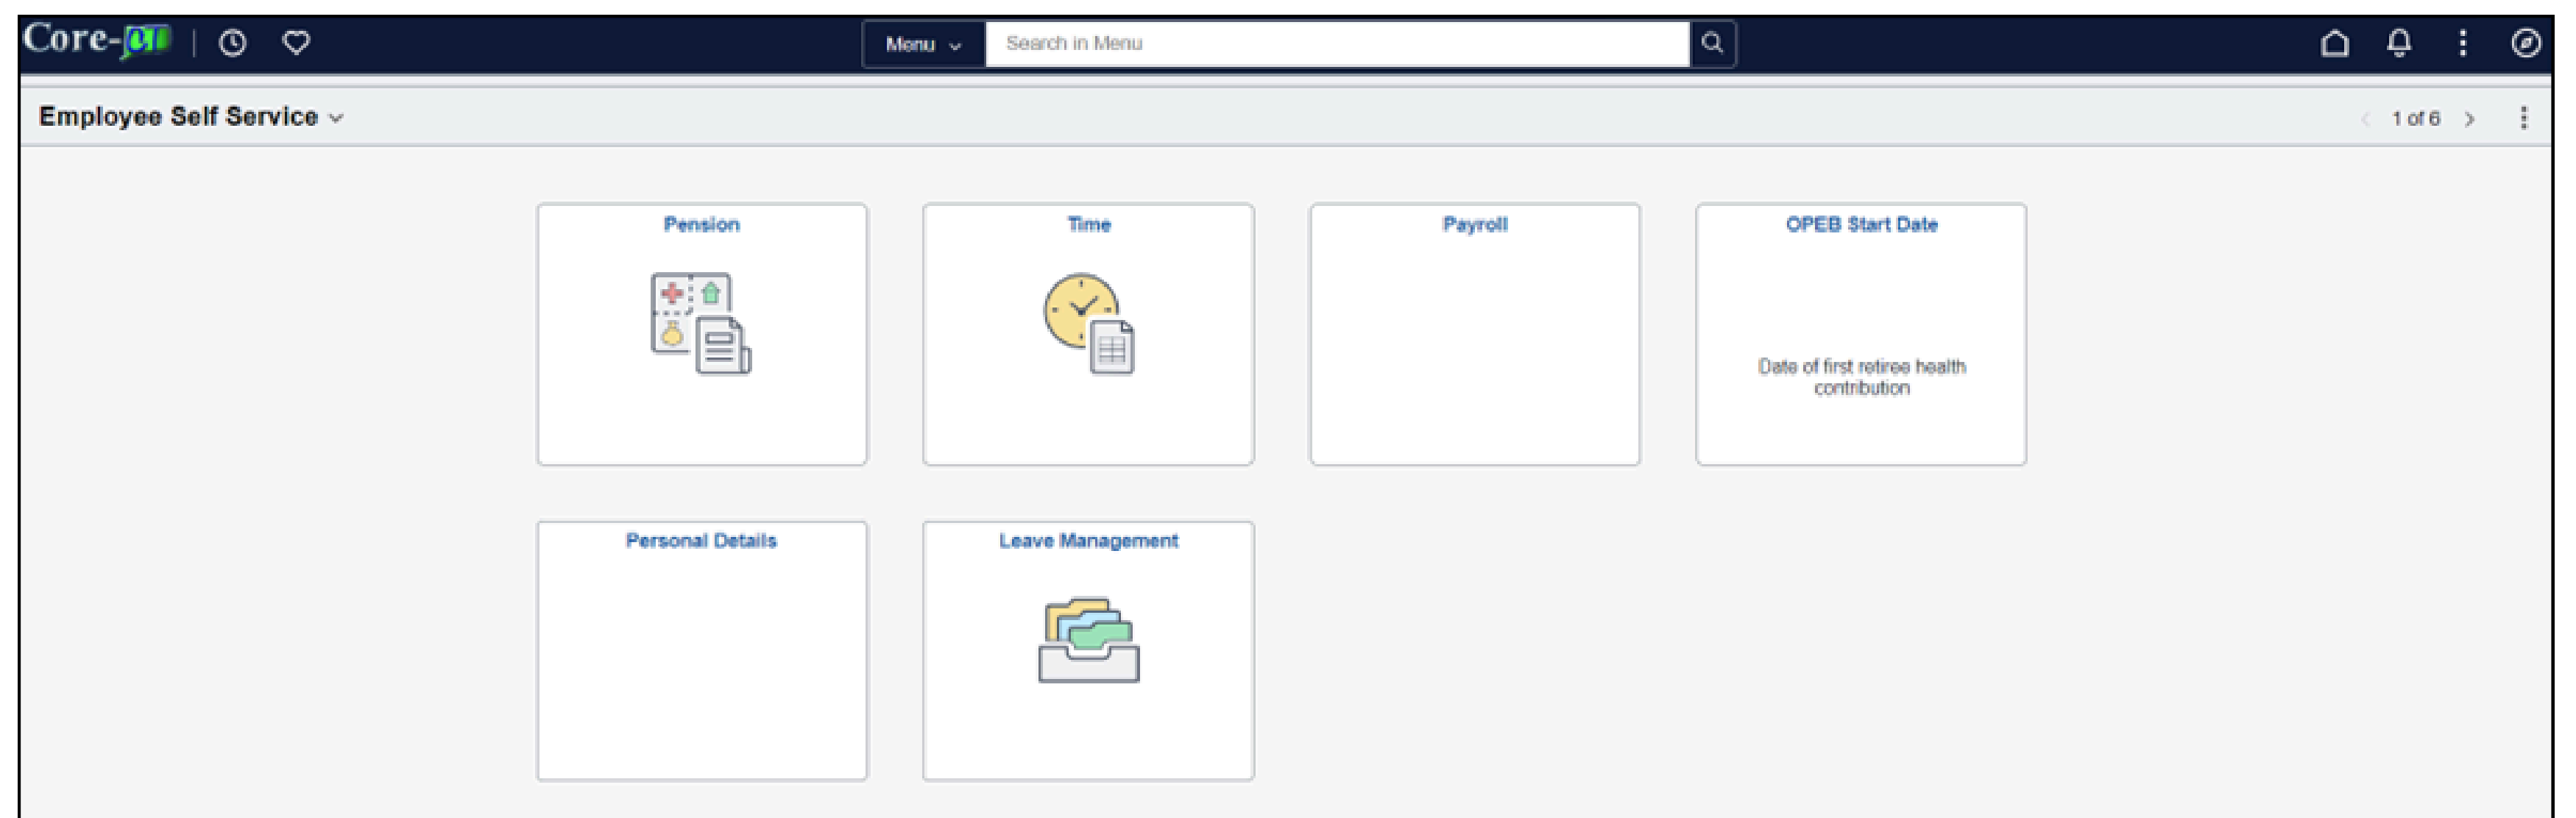 Core-CT
Menu
Search in Menu
Employee Self Service
1 of 6
Pension
Time
Payroll
OPEB Start Date
Date of first retiree health
contribution
Personal Details
Leave Management